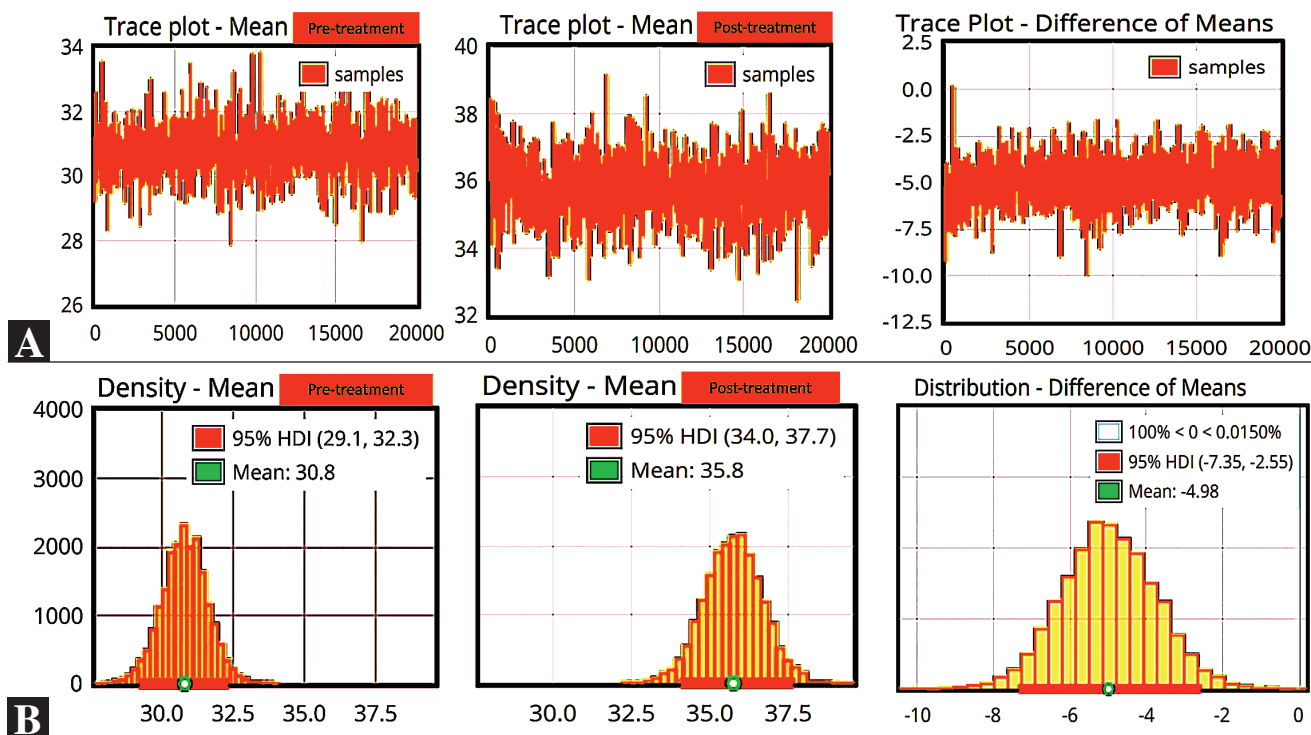 Trace plot - Mean Pre-treatment
34
32
30
28
26
samples
0 5000 10000 15000 20000
Trace plot - Mean Post-treatment
40
38
36
34
32
samples
5000 10000 15000 20000
Trace Plot - Difference of Means
2.5
0.0
-2.5
-5.0
-7.5
-10.0
-12.5
samples
0 5000 10000 15000 20000
A
Density - Mean Pre-treatment
4000
3000
2000
1000
0
95% HDI (29.1, 32.3)
Mean: 30.8
30.0 32.5 35.0 37.5
Density - Mean Post-treatment
95% HDI (34.0, 37.7)
Mean: 35.8
30.0 32.5 35.0 37.5
Distribution - Difference of Means
100% < 0 < 0.0150%
95% HDI (-7.35, -2.55)
Mean: -4.98
-10 -8 -6 -4 -2 0
B